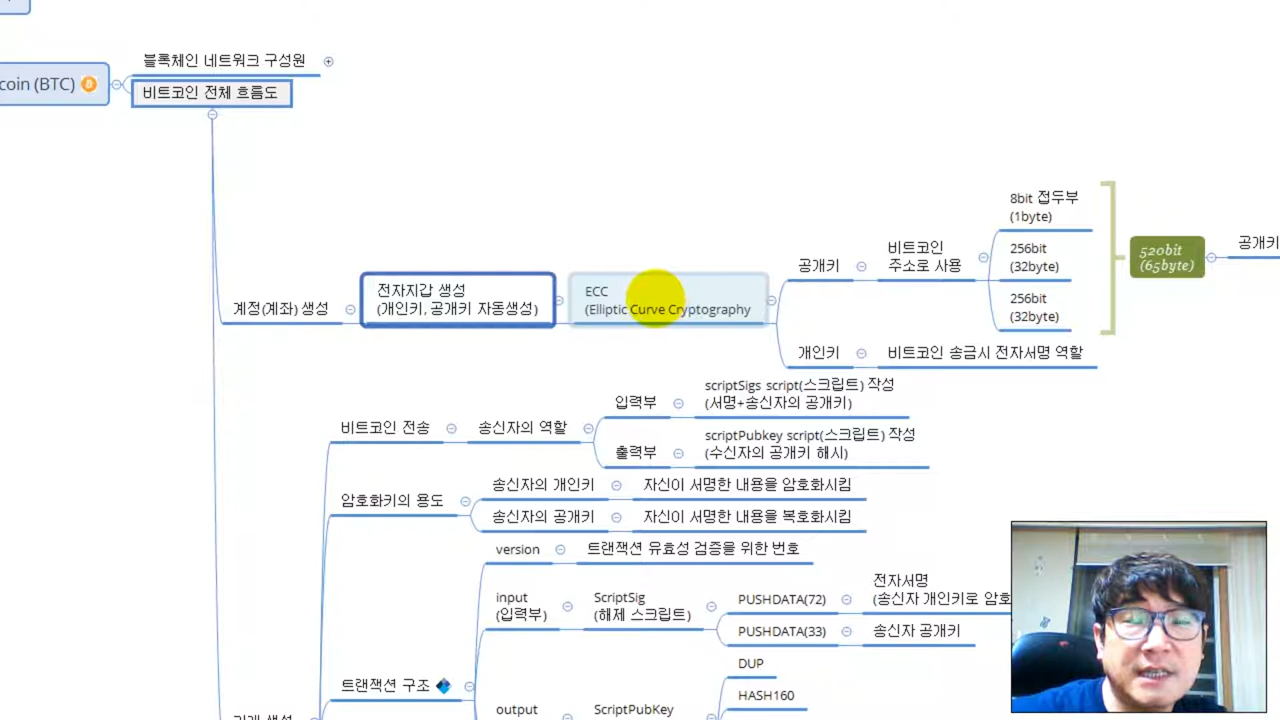 블록체인 네트워크 구성원
coin (BTC)
비트코인 전체 흐름도
계정(계좌) 생성
전자지갑 생성
(개인키, 공개키 자동생성)
ECC
(Elliptic Curve Cryptography
공개키
비트코인
주소로 사용
8bit 접두부
(1byte)
256bit
(32byte)
256bit
(32byte)
520bit
(65byte)
공개키
개인키
비트코인 송금시 전자서명 역할
비트코인 전송
송신자의 역할
입력부
scriptSigs script(스크립트) 작성
(서명+송신자의 공개키)
출력부
scriptPubkey script(스크립트) 작성
(수신자의 공개키 해시)
암호화키의 용도
송신자의 개인키
자신이 서명한 내용을 암호화시킴
송신자의 공개키
자신이 서명한 내용을 복호화시킴
트랜잭션 구조
version
트랜잭션 유효성 검증을 위한 번호
input
(입력부)
ScriptSig
(해제 스크립트)
PUSHDATA(72)
전자서명
(송신자 개인키로 암호
PUSHDATA(33)
송신자 공개키
output
ScriptPubKey
DUP
HASH160